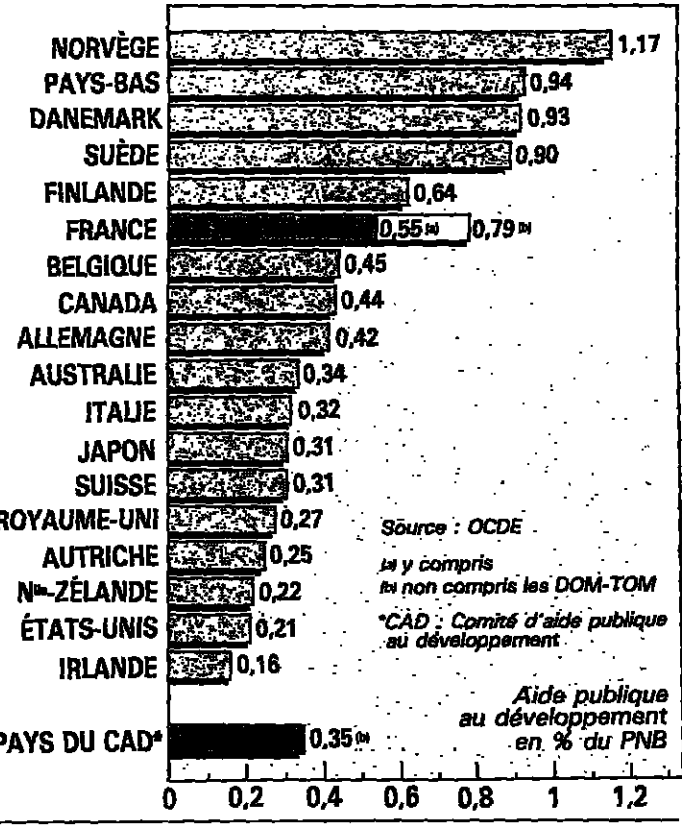 NORVÈGE 1,17
PAYS-BAS 0,94
DANEMARK 0,93
SUÈDE 0,90
FINLANDE 0,64
FRANCE 0,55 (a) 0,79 (b)
BELGIQUE 0,45
CANADA 0,44
ALLEMAGNE 0,42
AUSTRALIE 0,34
ITALIE 0,32
JAPON 0,31
SUISSE 0,31
ROYAUME-UNI 0,27
AUTRICHE 0,25
Nlle-ZÉLANDE 0,22
ÉTATS-UNIS 0,21
IRLANDE 0,16
PAYS DU CAD* 0,35 (b)
Source : OCDE
(a) y compris
(b) non compris les DOM-TOM
*CAD : Comité d'aide publique
au développement
Aide publique
au développement
en % du PNB
0 0,2 0,4 0,6 0,8 1 1,2